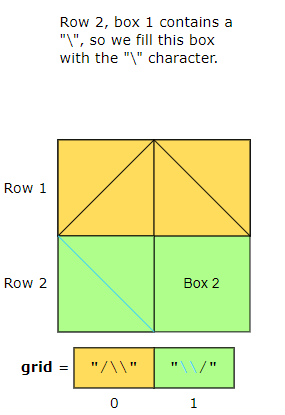 Row 2, box 1 contains a
"\", so we fill this box
with the "\" character.
Row 1
Row 2
Box 2
grid = "/\\" "\\/"
0 1